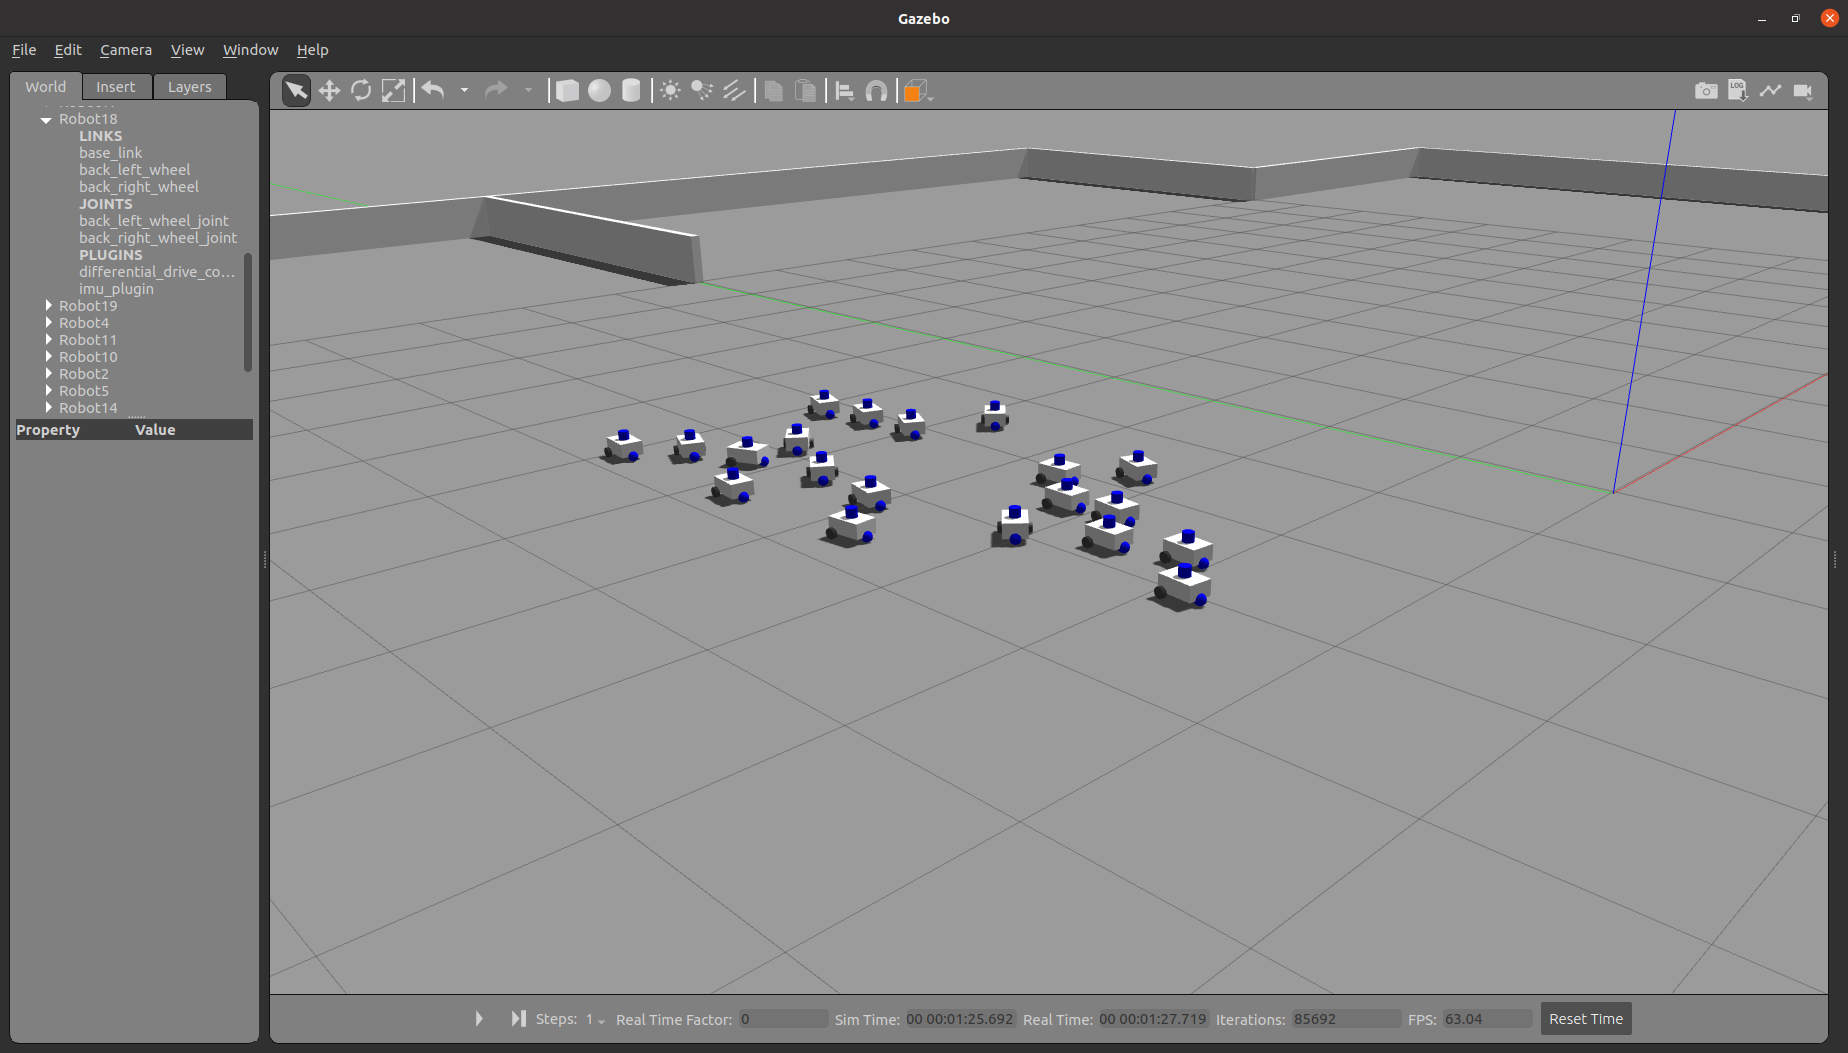 Gazebo
File Edit Camera View Window Help
World Insert Layers
LOG
Robot18
LINKS
base_link
back_left_wheel
back_right_wheel
JOINTS
back_left_wheel_joint
back_right_wheel_joint
PLUGINS
differential_drive_co...
imu_plugin
Robot19
Robot4
Robot11
Robot10
Robot2
Robot5
Robot14
Property Value
Steps: 1 Real Time Factor: 0 Sim Time: 00 00:01:25.692 Real Time: 00 00:01:27.719 Iterations: 85692 FPS: 63.04 Reset Time